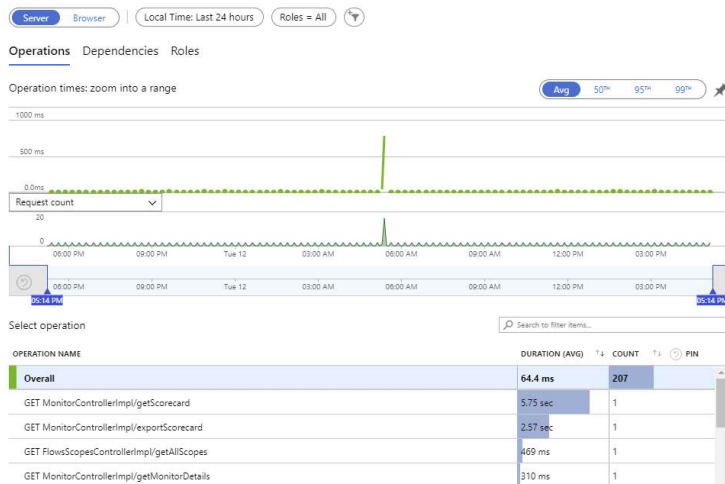 Server Browser Local Time: Last 24 hours Roles = All
Operations Dependencies Roles
Operation times: zoom into a range Avg 50TH 95TH 99TH
1000 ms
500 ms
0.0ms
Request count
20
0
06:00 PM 09:00 PM Tue 12 03:00 AM 06:00 AM 09:00 AM 12:00 PM 03:00 PM
06:00 PM 09:00 PM Tue 12 03:00 AM 06:00 AM 09:00 AM 12:00 PM 03:00 PM
05:14 PM 05:14 PM
Select operation Search to filter items...
OPERATION NAME DURATION (AVG) COUNT PIN
Overall 64.4 ms 207
GET MonitorControllerImpl/getScorecard 5.75 sec 1
GET MonitorControllerImpl/exportScorecard 2.57 sec 1
GET FlowsScopesControllerImpl/getAllScopes 469 ms 1
GET MonitorControllerImpl/getMonitorDetails 310 ms 1